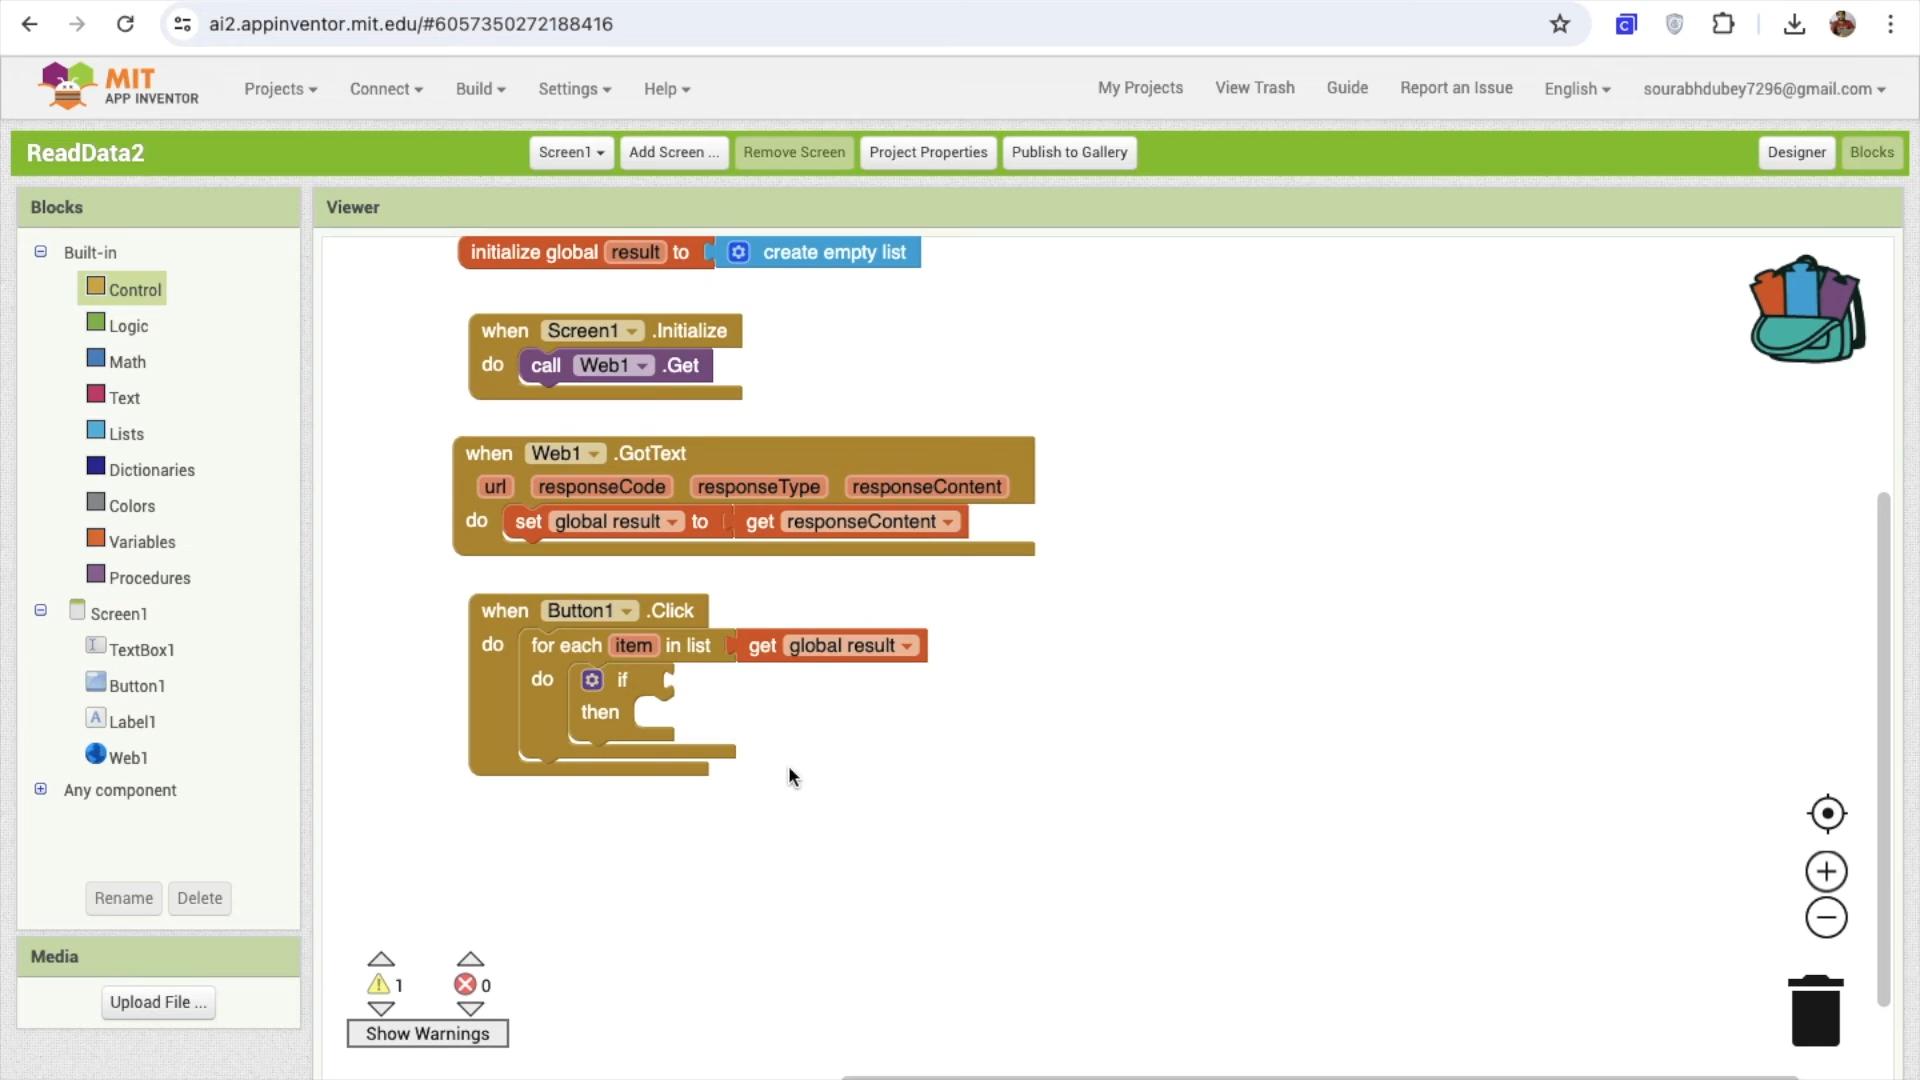 ai2.appinventor.mit.edu/#6057350272188416
MIT
APP INVENTOR
Projects
Connect
Build
Settings
Help
My Projects
View Trash
Guide
Report an Issue
English
sourabhdubey7296@gmail.com
ReadData2
Screen1
Add Screen ...
Remove Screen
Project Properties
Publish to Gallery
Designer
Blocks
Blocks
Built-in
Control
Logic
Math
Text
Lists
Dictionaries
Colors
Variables
Procedures
Screen1
TextBox1
Button1
A Label1
Web1
Any component
Rename
Delete
Media
Upload File ...
Viewer
initialize global result to create empty list
when Screen1 .Initialize
do call Web1 .Get
when Web1 .GotText
url responseCode responseType responseContent
do set global result to get responseContent
when Button1 .Click
do for each item in list get global result
do if
then
1
0
Show Warnings